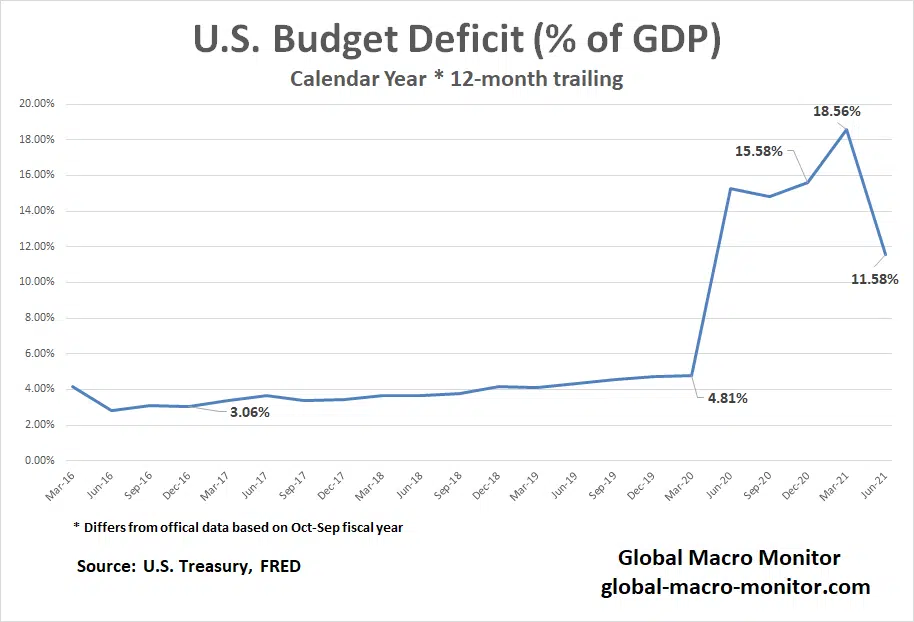 U.S. Budget Deficit (% of GDP)
Calendar Year * 12-month trailing
20.00%
18.00%
16.00%
14.00%
12.00%
10.00%
8.00%
6.00%
4.00%
2.00%
0.00%
18.56%
15.58%
11.58%
4.81%
3.06%
Mar-16
Jun-16
Sep-16
Dec-16
Mar-17
Jun-17
Sep-17
Dec-17
Mar-18
Jun-18
Sep-18
Dec-18
Mar-19
Jun-19
Sep-19
Dec-19
Mar-20
Jun-20
Sep-20
Dec-20
Mar-21
Jun-21
* Differs from offical data based on Oct-Sep fiscal year
Source: U.S. Treasury, FRED
Global Macro Monitor
global-macro-monitor.com